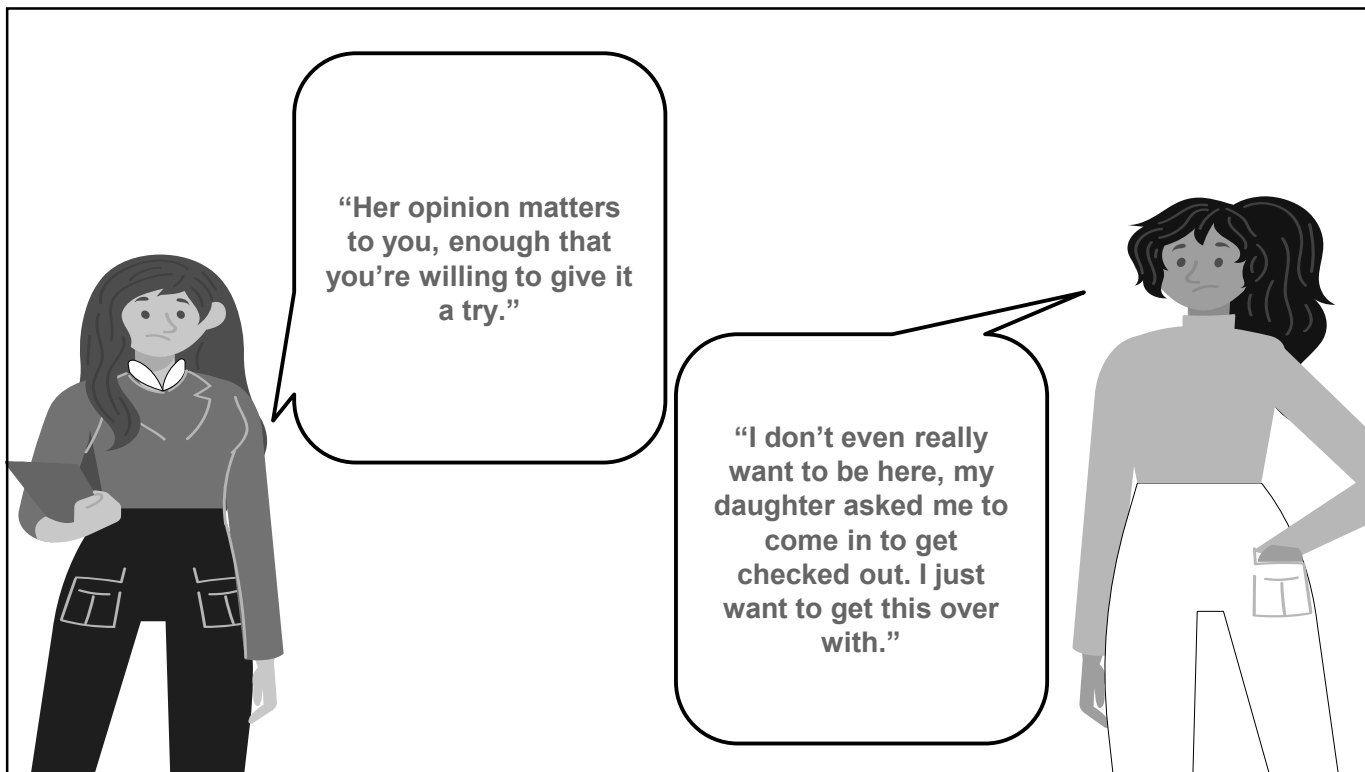 “Her opinion matters
to you, enough that
you’re willing to give it
a try.”
“I don’t even really
want to be here, my
daughter asked me to
come in to get
checked out. I just
want to get this over
with.”